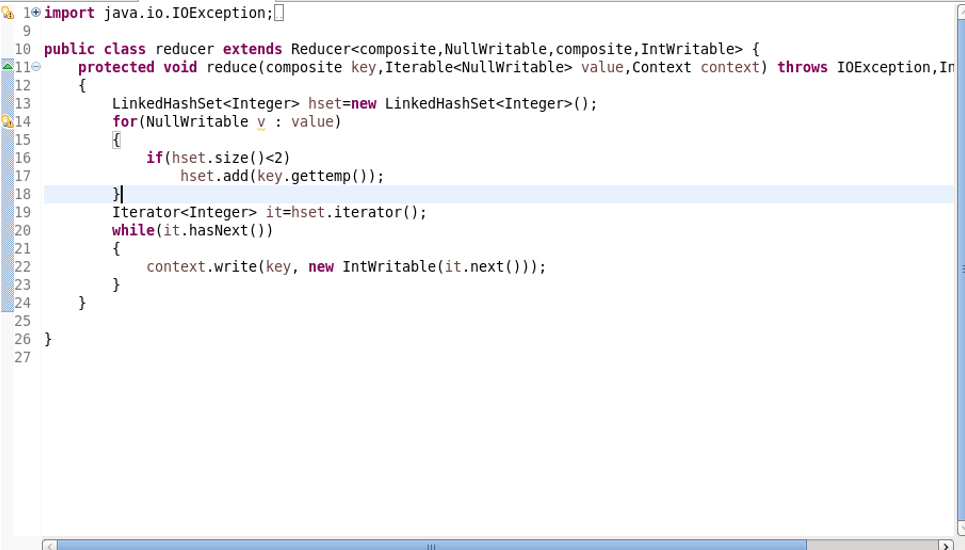 1 import java.io.IOException;
9
10 public class reducer extends Reducer<composite,NullWritable,composite,IntWritable> {
11     protected void reduce(composite key,Iterable<NullWritable> value,Context context) throws IOException,In
12     {
13         LinkedHashSet<Integer> hset=new LinkedHashSet<Integer>();
14         for(NullWritable v : value)
15         {
16             if(hset.size()<2)
17                 hset.add(key.gettemp());
18         }
19         Iterator<Integer> it=hset.iterator();
20         while(it.hasNext())
21         {
22             context.write(key, new IntWritable(it.next()));
23         }
24     }
25
26 }
27